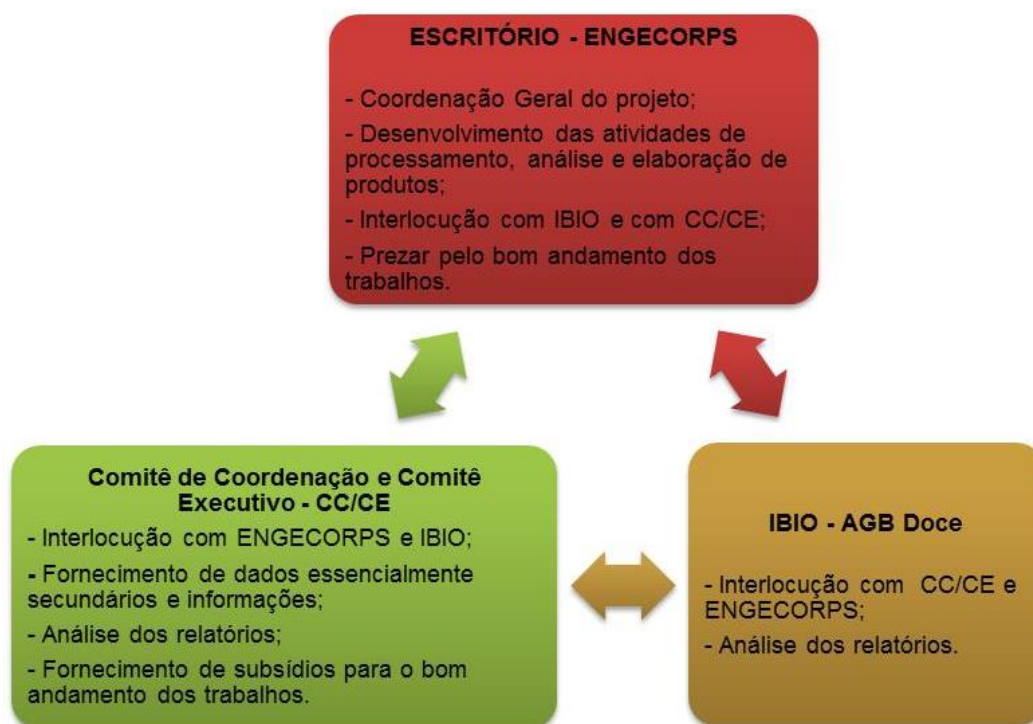 ESCRITÓRIO - ENGECORPS
- Coordenação Geral do projeto;
- Desenvolvimento das atividades de
processamento, análise e elaboração de
produtos;
- Interlocução com IBIO e com CC/CE;
- Prezar pelo bom andamento dos
trabalhos.
Comitê de Coordenação e Comitê
Executivo - CC/CE
- Interlocução com ENGECORPS e IBIO;
- Fornecimento de dados essencialmente
secundários e informações;
- Análise dos relatórios;
- Fornecimento de subsídios para o bom
andamento dos trabalhos.
IBIO - AGB Doce
- Interlocução com CC/CE e
ENGECORPS;
- Análise dos relatórios.